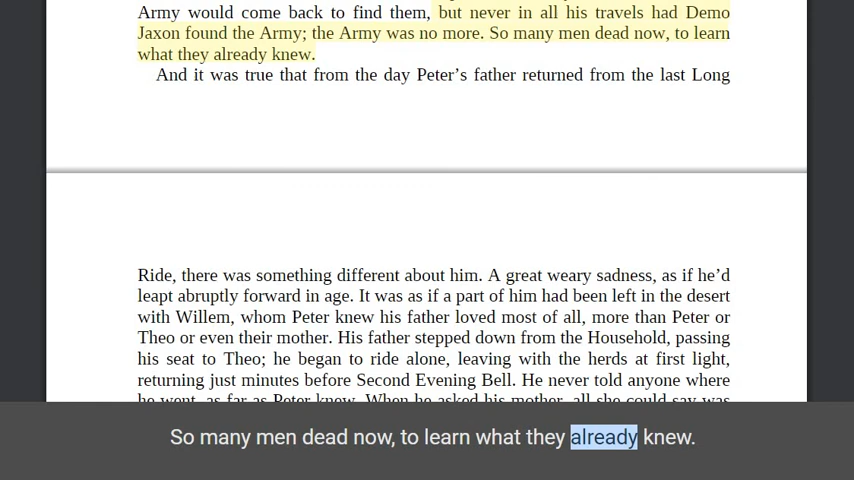 Army would come back to find them, but never in all his travels had Demo
Jaxon found the Army; the Army was no more. So many men dead now, to learn
what they already knew.
And it was true that from the day Peter’s father returned from the last Long
Ride, there was something different about him. A great weary sadness, as if he’d
leapt abruptly forward in age. It was as if a part of him had been left in the desert
with Willem, whom Peter knew his father loved most of all, more than Peter or
Theo or even their mother. His father stepped down from the Household, passing
his seat to Theo; he began to ride alone, leaving with the herds at first light,
returning just minutes before Second Evening Bell. He never told anyone where
he went, as far as Peter knew. When he asked his mother, all she could say was
So many men dead now, to learn what they already knew.